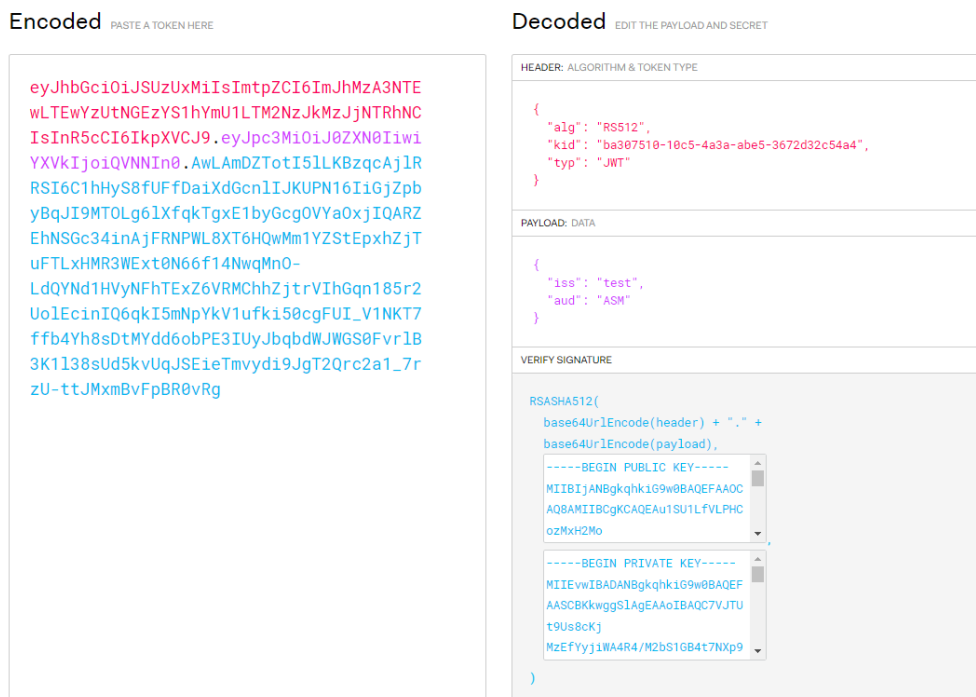 Encoded PASTE A TOKEN HERE
eyJhbGciOiJSUzUxMiIsImtpZCI6ImJhMzA3NTE
wLTEwYzUtNGEzYS1hYmU1LTM2NzJkMzJjNTRhNC
IsInR5cCI6IkpXVCJ9.eyJpc3MiOiJ0ZXN0Iiwi
YXVkIjoiQVNNIn0.AwLAmDZTotI5lLKBzqcAjlR
RSI6C1hHyS8fUFfDaiXdGcnlIJKUPN16IiGjZpb
yBqJI9MTOLg6lXfqkTgxE1byGcgOVYaOxjIQARZ
EhNSGc34inAjFRNPWL8XT6HQwMm1YZStEpxhZjT
uFTLxHMR3WExt0N66f14NwqMnO-
LdQYNd1HVyNFhTExZ6VRMChhZjtrVIhGqn185r2
UolEcinIQ6qkI5mNpYkV1ufki50cgFUI_V1NKT7
ffb4Yh8sDtMYdd6obPE3IUyJbqbdWJWGS0FvrlB
3K1l38sUd5kvUqJSEieTmvydi9JgT2Qrc2a1_7r
zU-ttJMxmBvFpBR0vRg
Decoded EDIT THE PAYLOAD AND SECRET
HEADER: ALGORITHM & TOKEN TYPE
{
"alg": "RS512",
"kid": "ba307510-10c5-4a3a-abe5-3672d32c54a4",
"typ": "JWT"
}
PAYLOAD: DATA
{
"iss": "test",
"aud": "ASM"
}
VERIFY SIGNATURE
RSASHA512(
base64UrlEncode(header) + "." +
base64UrlEncode(payload),
-----BEGIN PUBLIC KEY-----
MIIBIjANBgkqhkiG9w0BAQEFAAOC
AQ8AMIIBCgKCAQEAu1SU1LfVLPHC
ozMxH2Mo
,
-----BEGIN PRIVATE KEY-----
MIIEvwIBADANBgkqhkiG9w0BAQEF
AASCBKkwggSlAgEAAoIBAQC7VJTU
t9Us8cKj
MzEfYyjiWA4R4/M2bS1GB4t7NXp9
)